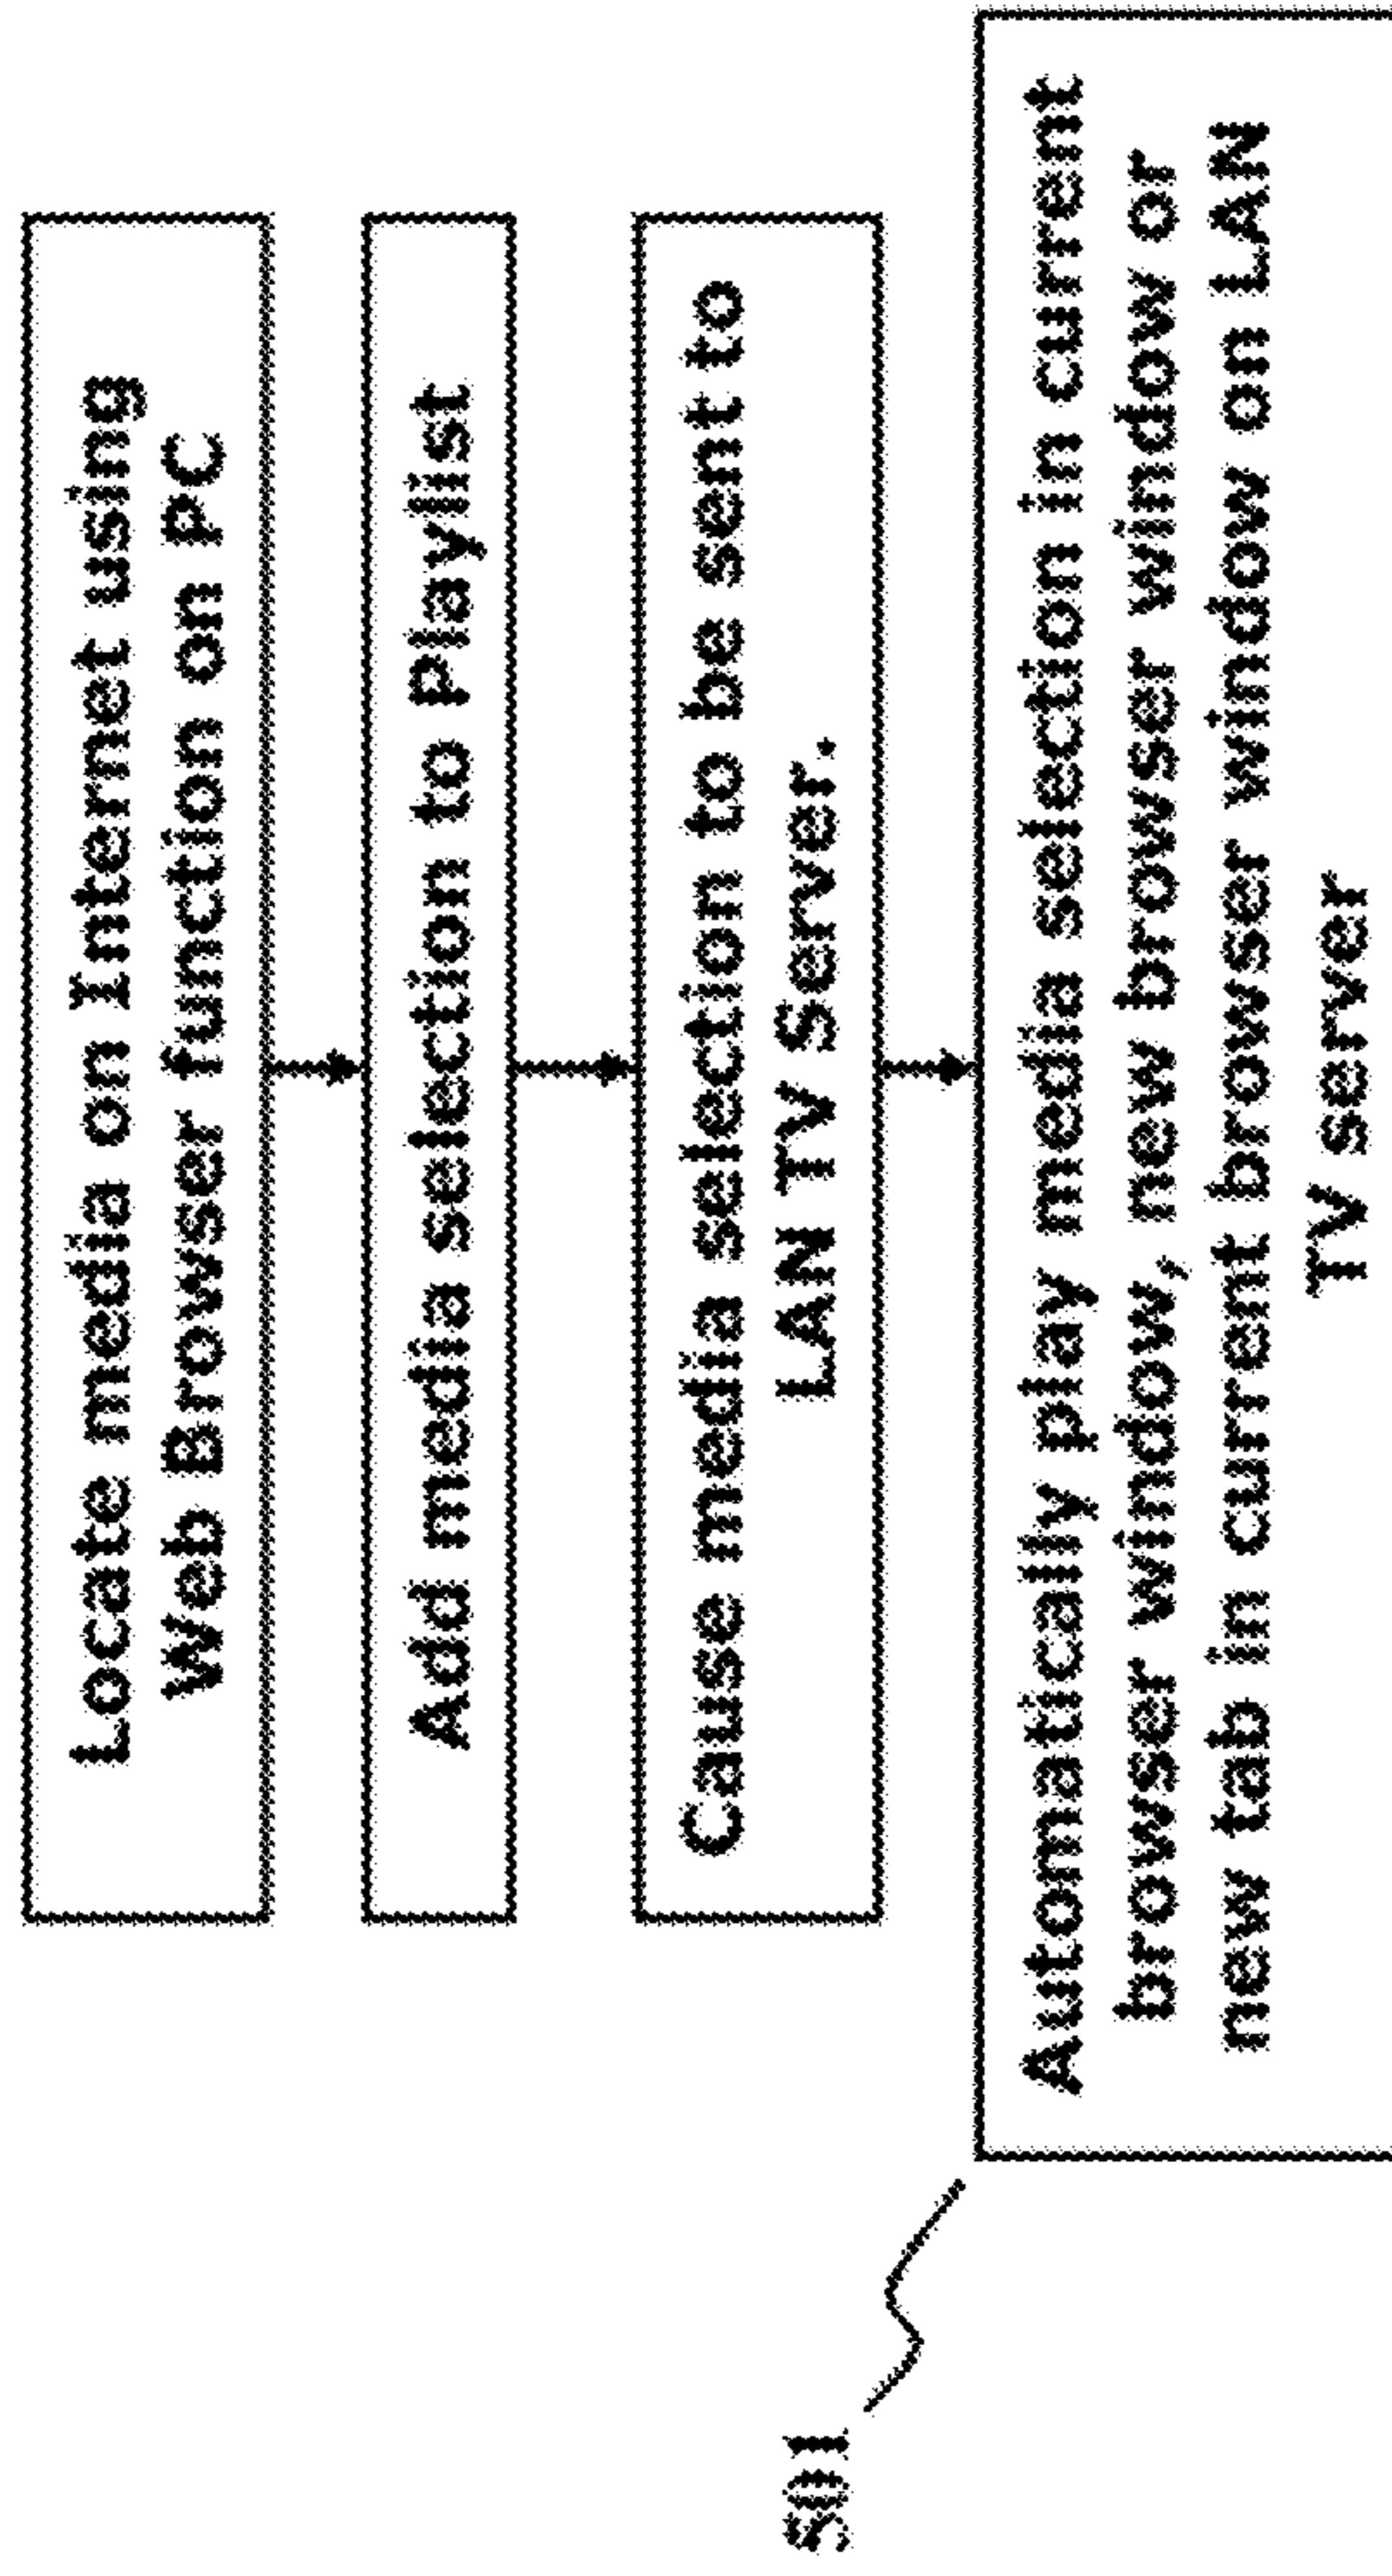 Locate media on Internet using
Web Browser function on PC
Add media selection to Playlist
Cause media selection to be sent to
LAN TV Server.
Automatically play media selection in current
browser window, new browser window or
new tab in current browser window on LAN
TV server
501